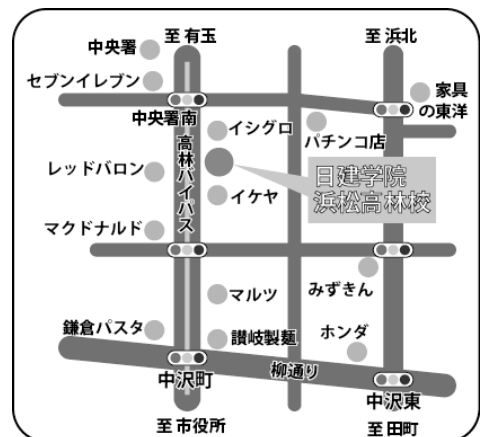 至 有玉
至 浜北
中央署
セブンイレブン
家具
の東洋
中央署南
イシグロ
パチンコ店
高林バイパス
レッドバロン
日建学院
浜松高林校
イケヤ
マクドナルド
マルツ
みずきん
鎌倉パスタ
讃岐製麺
ホンダ
柳通り
中沢町
中沢東
至 市役所
至 田町